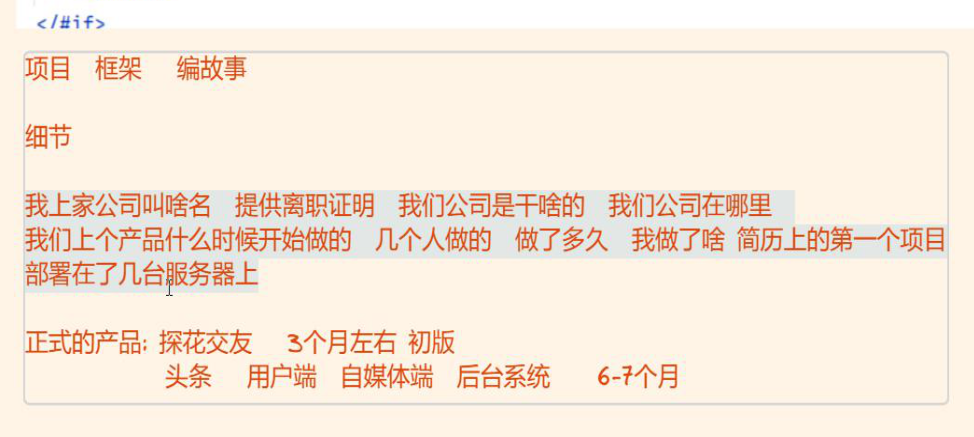 </#if>
项目 框架 编故事
细节
我上家公司叫啥名 提供离职证明 我们公司是干啥的 我们公司在哪里
我们上个产品什么时候开始做的 几个人做的 做了多久 我做了啥 简历上的第一个项目
部署在了几台服务器上
正式的产品: 探花交友 3个月左右 初版
头条 用户端 自媒体端 后台系统 6-7个月